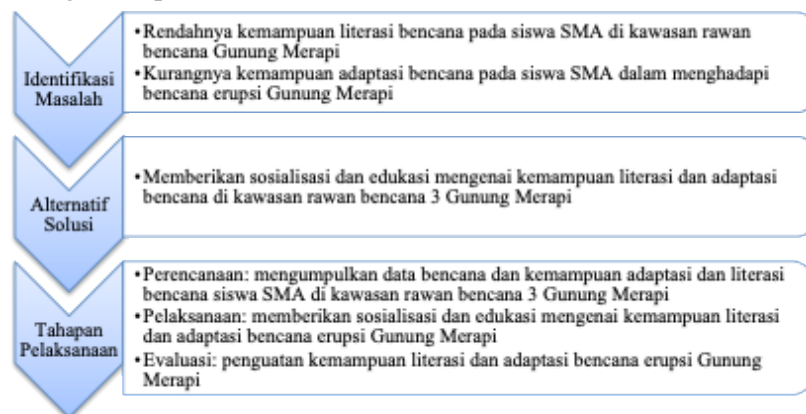 Identifikasi
Masalah
•Rendahnya kemampuan literasi bencana pada siswa SMA di kawasan rawan
bencana Gunung Merapi
•Kurangnya kemampuan adaptasi bencana pada siswa SMA dalam menghadapi
bencana erupsi Gunung Merapi
Alternatif
Solusi
•Memberikan sosialisasi dan edukasi mengenai kemampuan literasi dan adaptasi
bencana di kawasan rawan bencana 3 Gunung Merapi
Tahapan
Pelaksanaan
•Perencanaan: mengumpulkan data bencana dan kemampuan adaptasi dan literasi
bencana siswa SMA di kawasan rawan bencana 3 Gunung Merapi
•Pelaksanaan: memberikan sosialisasi dan edukasi mengenai kemampuan literasi
dan adaptasi bencana erupsi Gunung Merapi
•Evaluasi: penguatan kemampuan literasi dan adaptasi bencana erupsi Gunung
Merapi